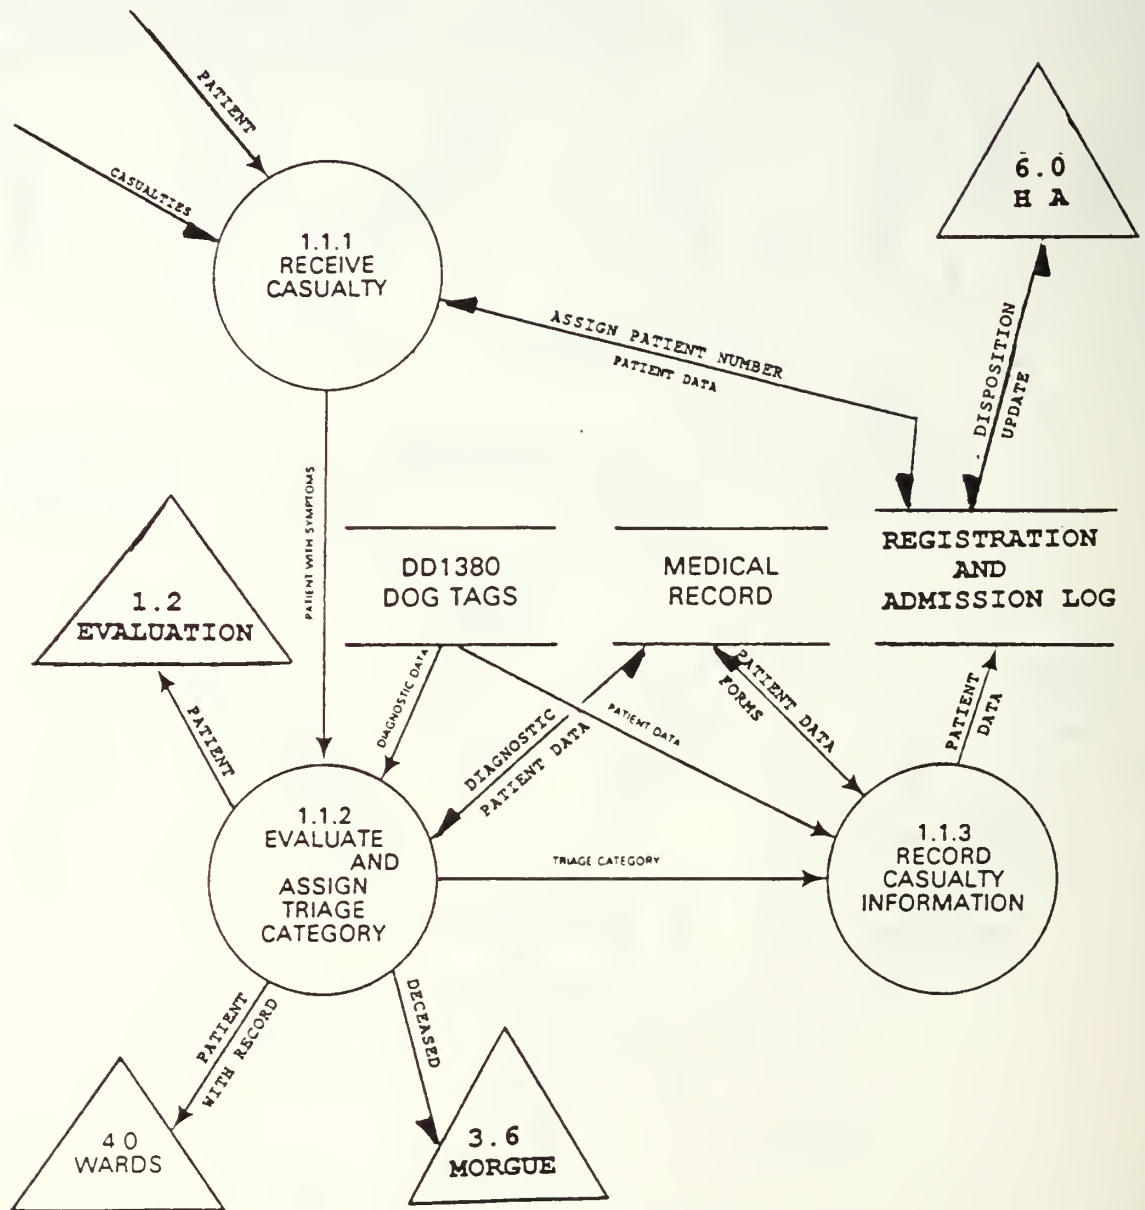 PATIENT
CASUALTIES
6.0
H A
1.1.1
RECEIVE
CASUALTY
ASSIGN PATIENT NUMBER
PATIENT DATA
DISPOSITION
UPDATE
PATIENT WITH SYMPTOMS
1.2
EVALUATION
DD1380
DOG TAGS
MEDICAL
RECORD
REGISTRATION
AND
ADMISSION LOG
PATIENT
DIAGNOSTIC DATA
DIAGNOSTIC
PATIENT DATA
PATIENT DATA
PATIENT DATA
FORMS
PATIENT
DATA
1.1.2
EVALUATE
AND
ASSIGN
TRIAGE
CATEGORY
TRIAGE CATEGORY
1.1.3
RECORD
CASUALTY
INFORMATION
PATIENT
WITH RECORD
DECEASED
4 0
WARDS
3.6
MORGUE